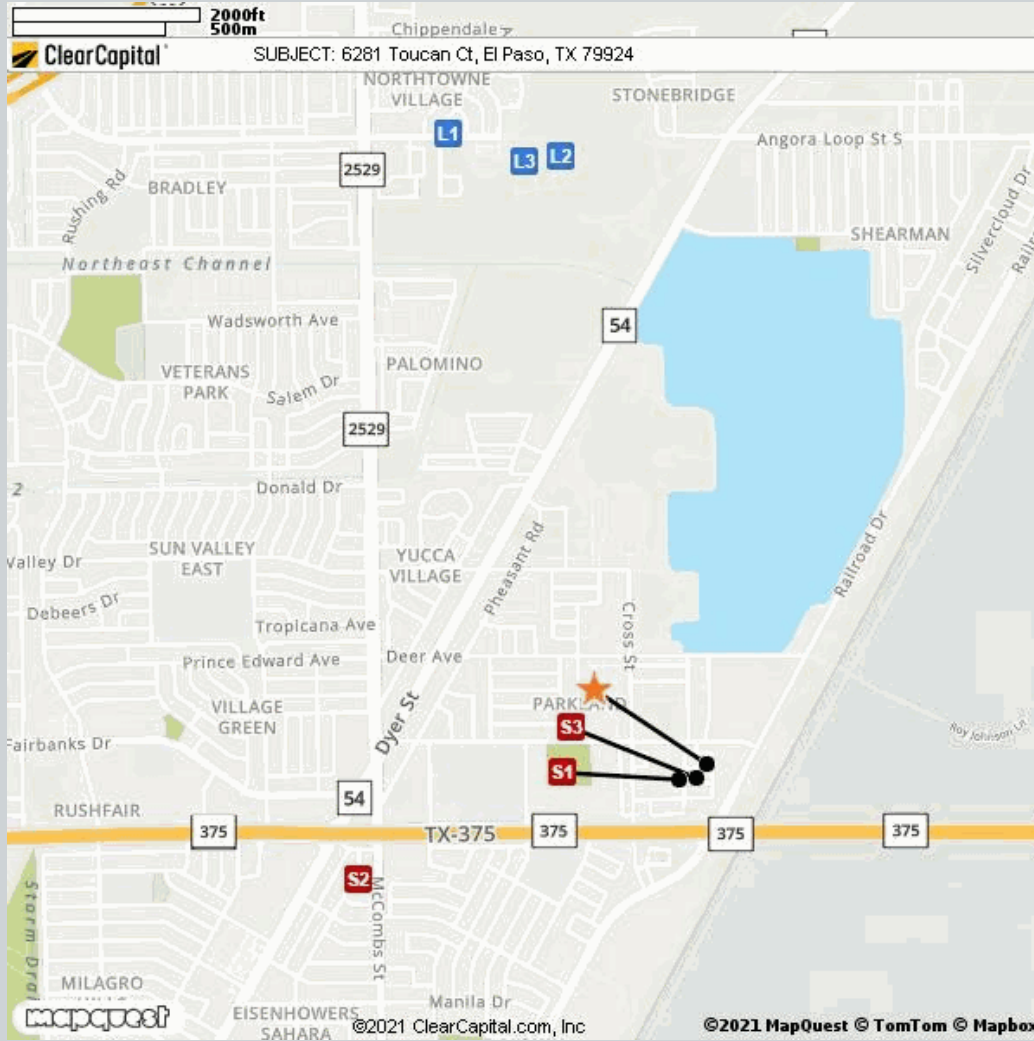 2000ft
500m
Chippendale
ClearCapital
SUBJECT: 6281 Toucan Ct, El Paso, TX 79924
NORTHTOWNE
VILLAGE
STONEBRIDGE
L1
L3
L2
Angora Loop St S
2529
BRADLEY
Rushing Rd
Silvercloud Dr
SHEARMAN
Northeast Channel
Wadsworth Ave
54
PALOMINO
VETERANS
PARK
Salem Dr
2529
2
Donald Dr
SUN VALLEY
EAST
YUCCA
VILLAGE
Pheasant Rd
Railroad Dr
Valley Dr
Debeers Dr
Cross St
Tropicana Ave
Prince Edward Ave
Deer Ave
PARKLAND
VILLAGE
GREEN
Dyer St
S3
Roy Johnson Ln
Fairbanks Dr
S1
54
RUSHFAIR
375
TX-375
375
375
375
S2
McCombs St
MILAGRO
Manila Dr
EISENHOWERS
SAHARA
mapquest
©2021 ClearCapital.com, Inc
©2021 MapQuest © TomTom © Mapbox